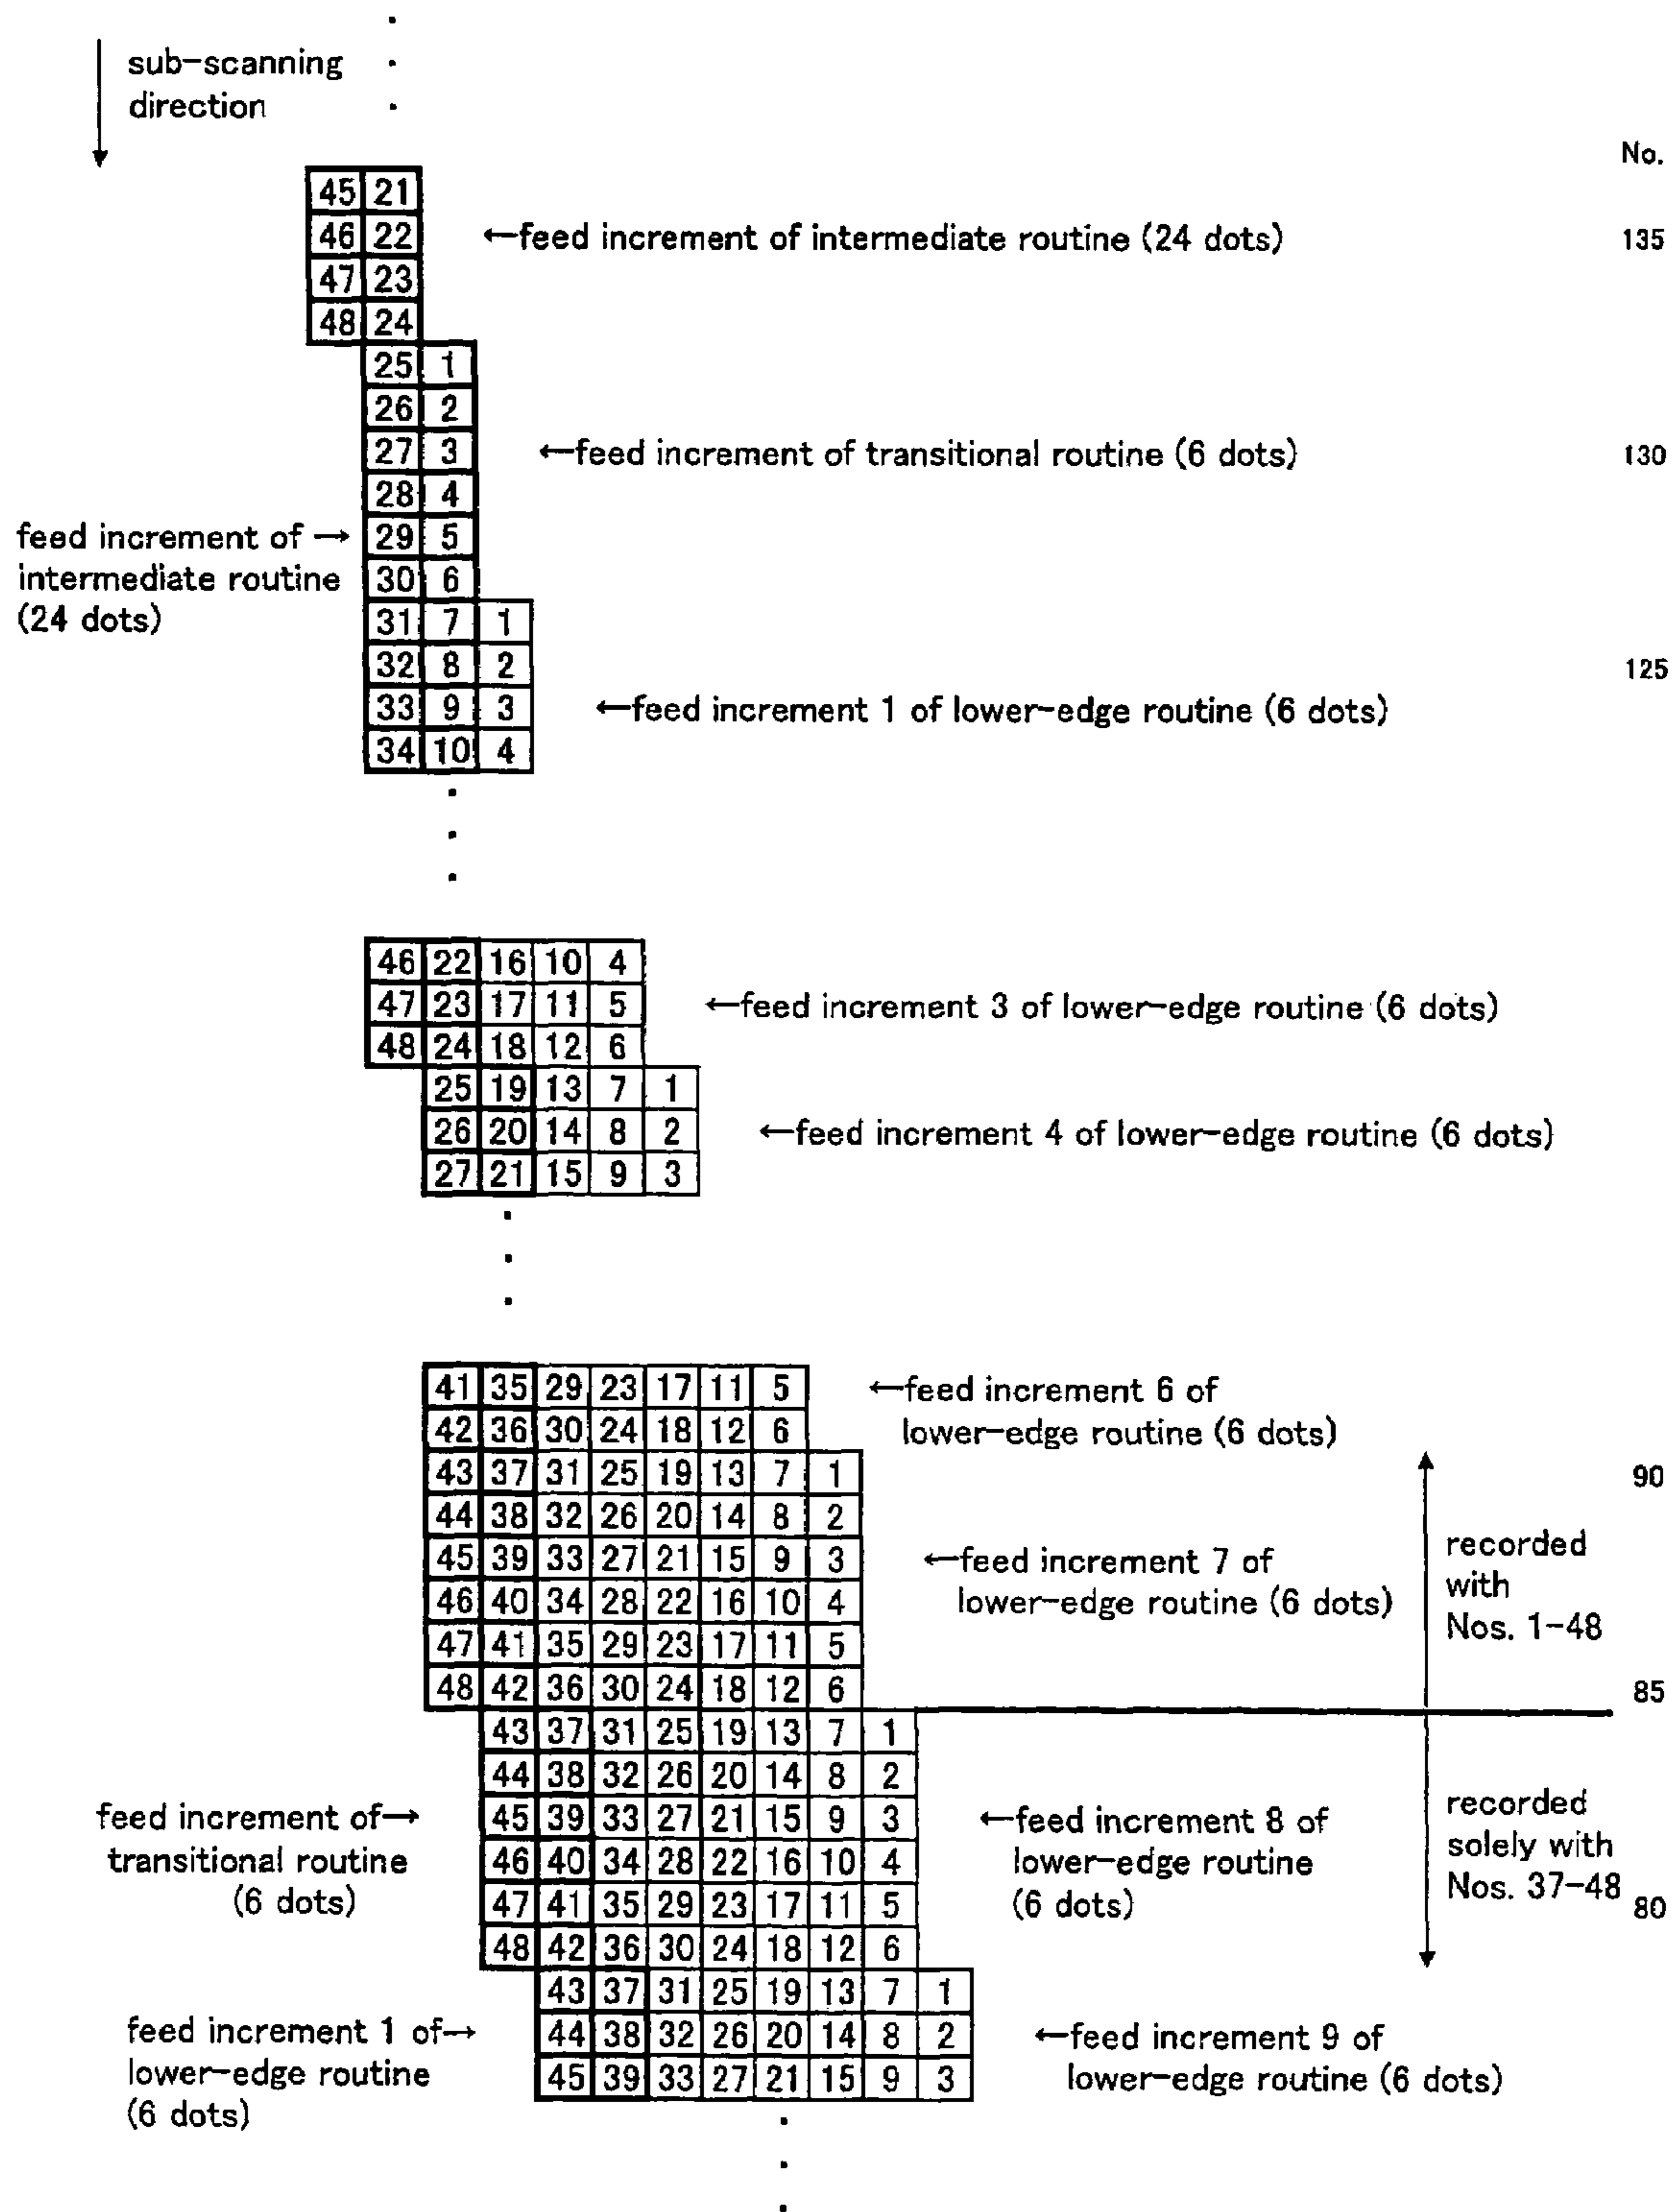 sub-scanning
direction
No.
45 21
46 22 ←feed increment of intermediate routine (24 dots) 135
47 23
48 24
25 1
26 2
27 3 ←feed increment of transitional routine (6 dots) 130
28 4
feed increment of → 29 5
intermediate routine 30 6
(24 dots) 31 7 1
32 8 2 125
33 9 3 ←feed increment 1 of lower-edge routine (6 dots)
34 10 4
46 22 16 10 4
47 23 17 11 5 ←feed increment 3 of lower-edge routine (6 dots)
48 24 18 12 6
25 19 13 7 1
26 20 14 8 2 ←feed increment 4 of lower-edge routine (6 dots)
27 21 15 9 3
41 35 29 23 17 11 5 ←feed increment 6 of
42 36 30 24 18 12 6 lower-edge routine (6 dots)
43 37 31 25 19 13 7 1 90
44 38 32 26 20 14 8 2 recorded
45 39 33 27 21 15 9 3 ←feed increment 7 of with
46 40 34 28 22 16 10 4 lower-edge routine (6 dots) Nos. 1-48
47 41 35 29 23 17 11 5
48 42 36 30 24 18 12 6 85
43 37 31 25 19 13 7 1
44 38 32 26 20 14 8 2 recorded
feed increment of→ 45 39 33 27 21 15 9 3 ←feed increment 8 of solely with
transitional routine 46 40 34 28 22 16 10 4 lower-edge routine Nos. 37-48
(6 dots) 47 41 35 29 23 17 11 5 (6 dots) 80
48 42 36 30 24 18 12 6
43 37 31 25 19 13 7 1
feed increment 1 of→ 44 38 32 26 20 14 8 2 ←feed increment 9 of
lower-edge routine 45 39 33 27 21 15 9 3 lower-edge routine (6 dots)
(6 dots)